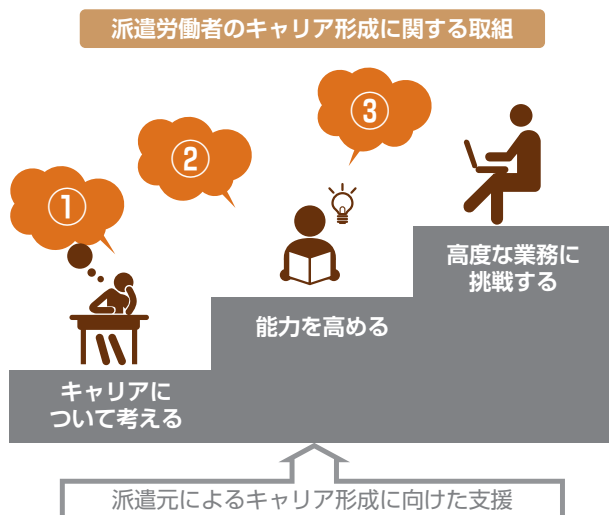 派遣労働者のキャリア形成に関する取組
①
②
③
高度な業務に
挑戦する
能力を高める
キャリアに
ついて考える
派遣元によるキャリア形成に向けた支援